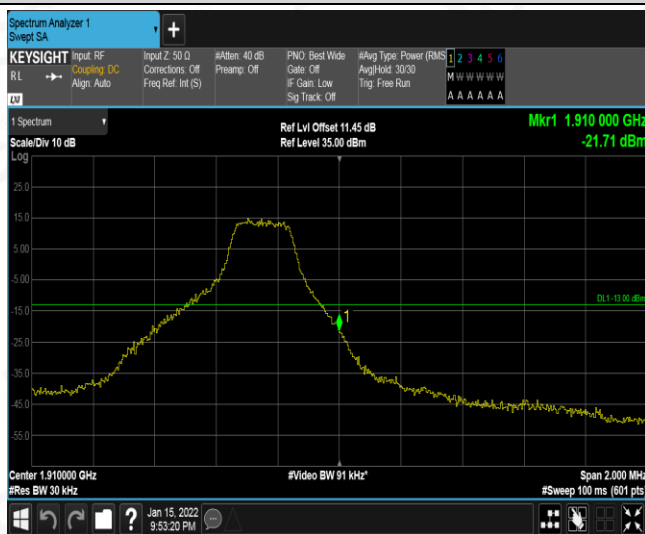 Spectrum Analyzer 1
Swept SA
+
KEYSIGHT
RL
LXI
Input: RF
Coupling: DC
Align: Auto
Input Z: 50 Ω
Corrections: Off
Freq Ref: Int (S)
#Atten: 40 dB
Preamp: Off
PNO: Best Wide
Gate: Off
IF Gain: Low
Sig Track: Off
#Avg Type: Power (RMS
Avg|Hold: 30/30
Trig: Free Run
1 2 3 4 5 6
M W W W W W
A A A A A A
1 Spectrum
Scale/Div 10 dB
Ref Lvl Offset 11.45 dB
Ref Level 35.00 dBm
Mkr1 1.910 000 GHz
-21.71 dBm
Log
25.0
15.0
5.00
-5.00
-15.0
-25.0
-35.0
-45.0
-55.0
DL1 -13.00 dBm
1
Center 1.910000 GHz
#Res BW 30 kHz
#Video BW 91 kHz*
Span 2.000 MHz
#Sweep 100 ms (601 pts)
?
Jan 15, 2022
9:53:20 PM